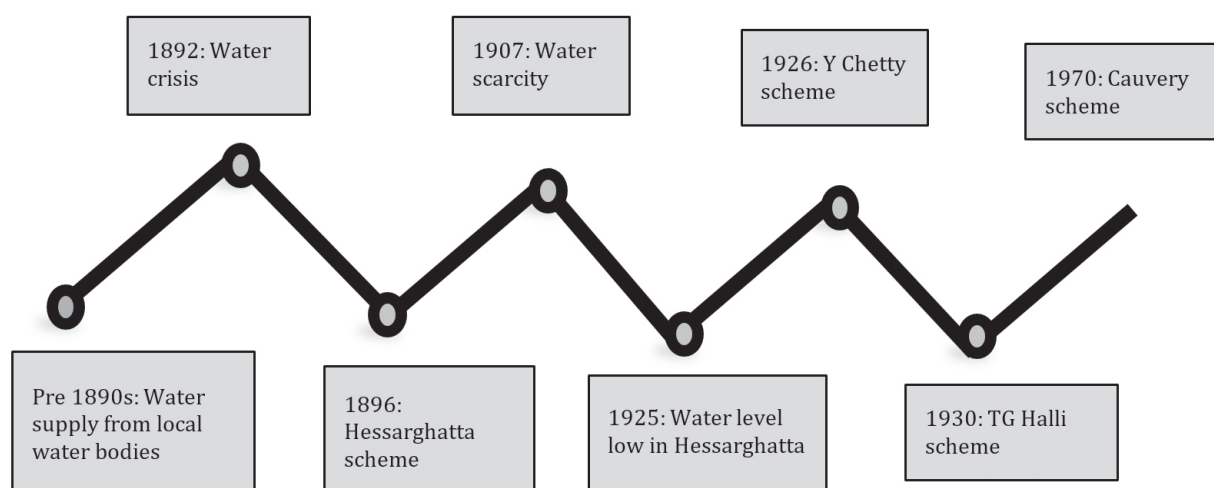 1892: Water
crisis
1907: Water
scarcity
1926: Y Chetty
scheme
1970: Cauvery
scheme
Pre 1890s: Water
supply from local
water bodies
1896:
Hessarghatta
scheme
1925: Water level
low in Hessarghatta
1930: TG Halli
scheme